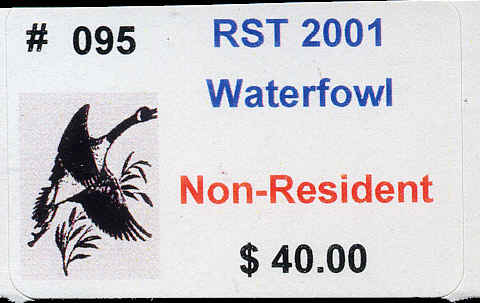 # 095
RST 2001
Waterfowl
Non-Resident
$ 40.00